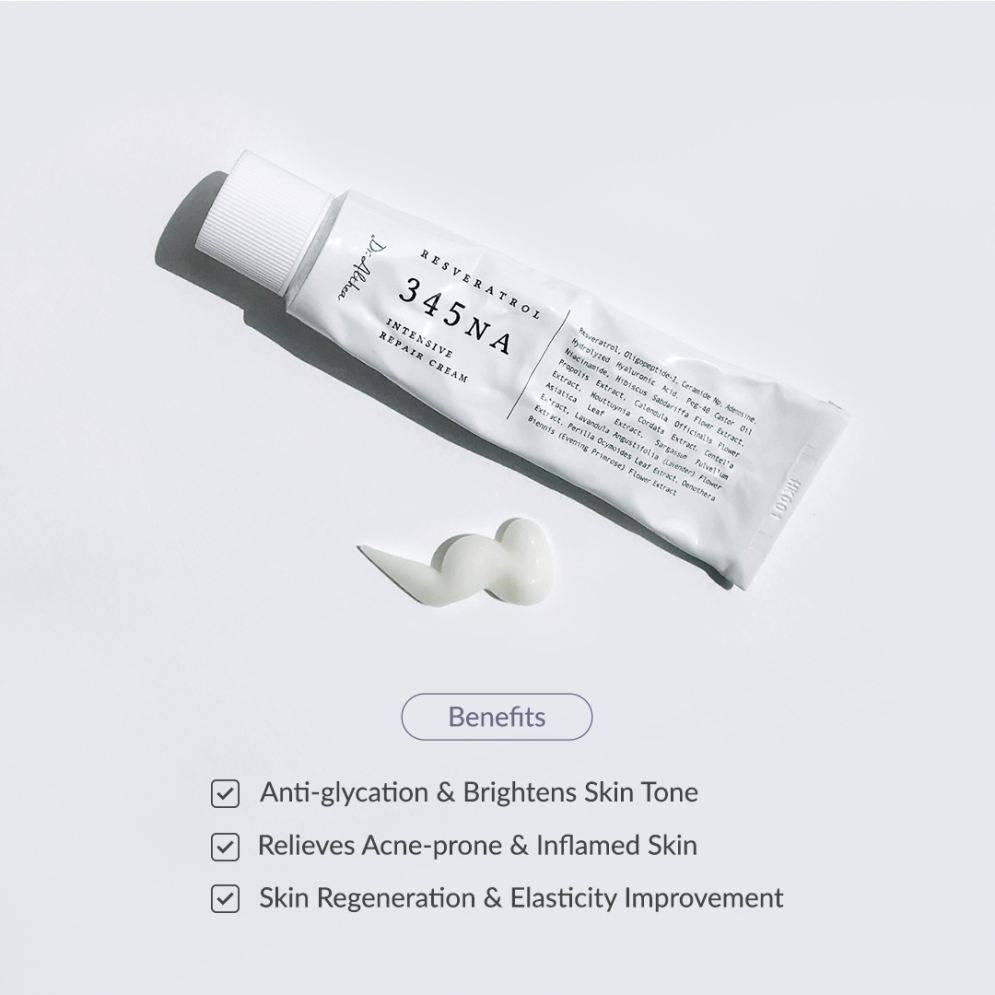 Dr. Althea
RESVERATROL
345NA
INTENSIVE
REPAIR CREAM
Resveratrol, Oligopeptide-1, Ceramide Np, Adenosine,
Hydrolyzed Hyaluronic Acid, Peg-40 Castor Oil
Niacinamide, Hibiscus Sabdariffa Flower Extract,
Propolis Extract, Calendula Officinalis Flower
Extract, Houttuynia Cordata Extract, Centella
Asiatica Leaf Extract, Sargassum Fulvellum
Extract, Lavandula Angustifolia (Lavender) Flower
Extract, Perilla Ocymoides Leaf Extract, Oenothera
Biennis (Evening Primrose) Flower Extract
HK001
Benefits
Anti-glycation & Brightens Skin Tone
Relieves Acne-prone & Inflamed Skin
Skin Regeneration & Elasticity Improvement